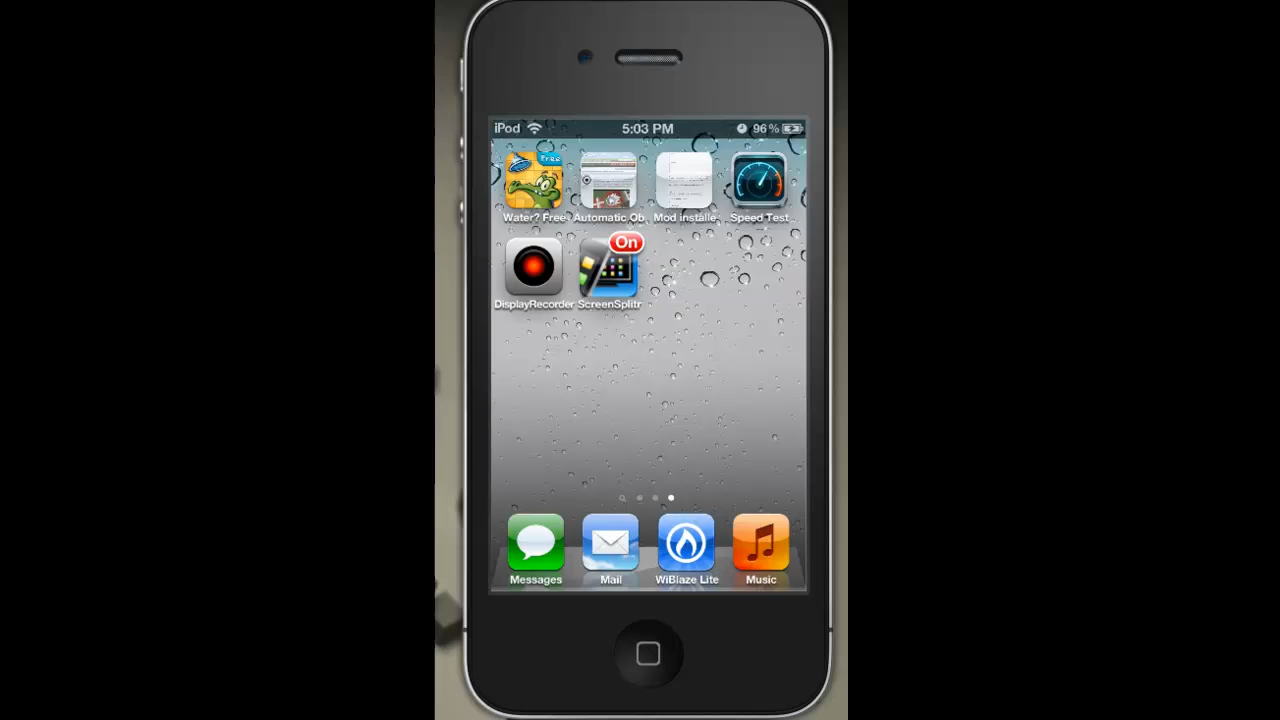 iPod 5:03 PM 96%
Free
Water? Free Automatic Ob Mod installe Speed Test
On
DisplayRecorder ScreenSplitr
Messages Mail WiBlaze Lite Music